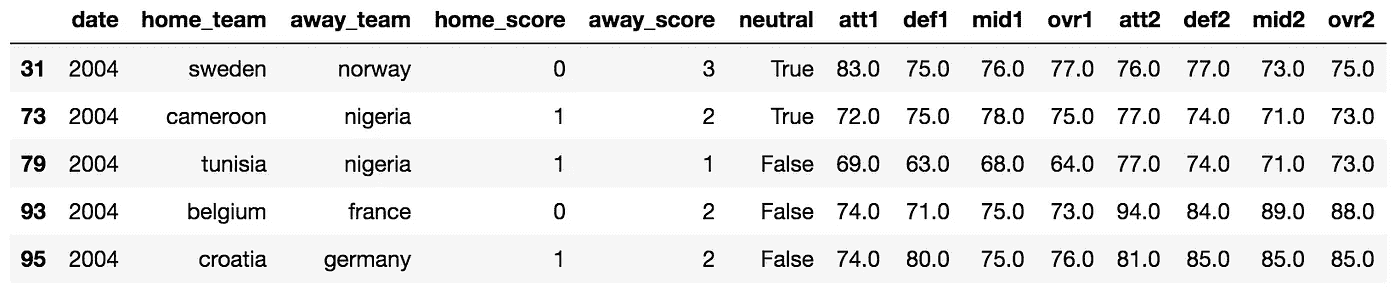 date home_team away_team home_score away_score neutral att1 def1 mid1 ovr1 att2 def2 mid2 ovr2
31 2004 sweden norway 0 3 True 83.0 75.0 76.0 77.0 76.0 77.0 73.0 75.0
73 2004 cameroon nigeria 1 2 True 72.0 75.0 78.0 75.0 77.0 74.0 71.0 73.0
79 2004 tunisia nigeria 1 1 False 69.0 63.0 68.0 64.0 77.0 74.0 71.0 73.0
93 2004 belgium france 0 2 False 74.0 71.0 75.0 73.0 94.0 84.0 89.0 88.0
95 2004 croatia germany 1 2 False 74.0 80.0 75.0 76.0 81.0 85.0 85.0 85.0